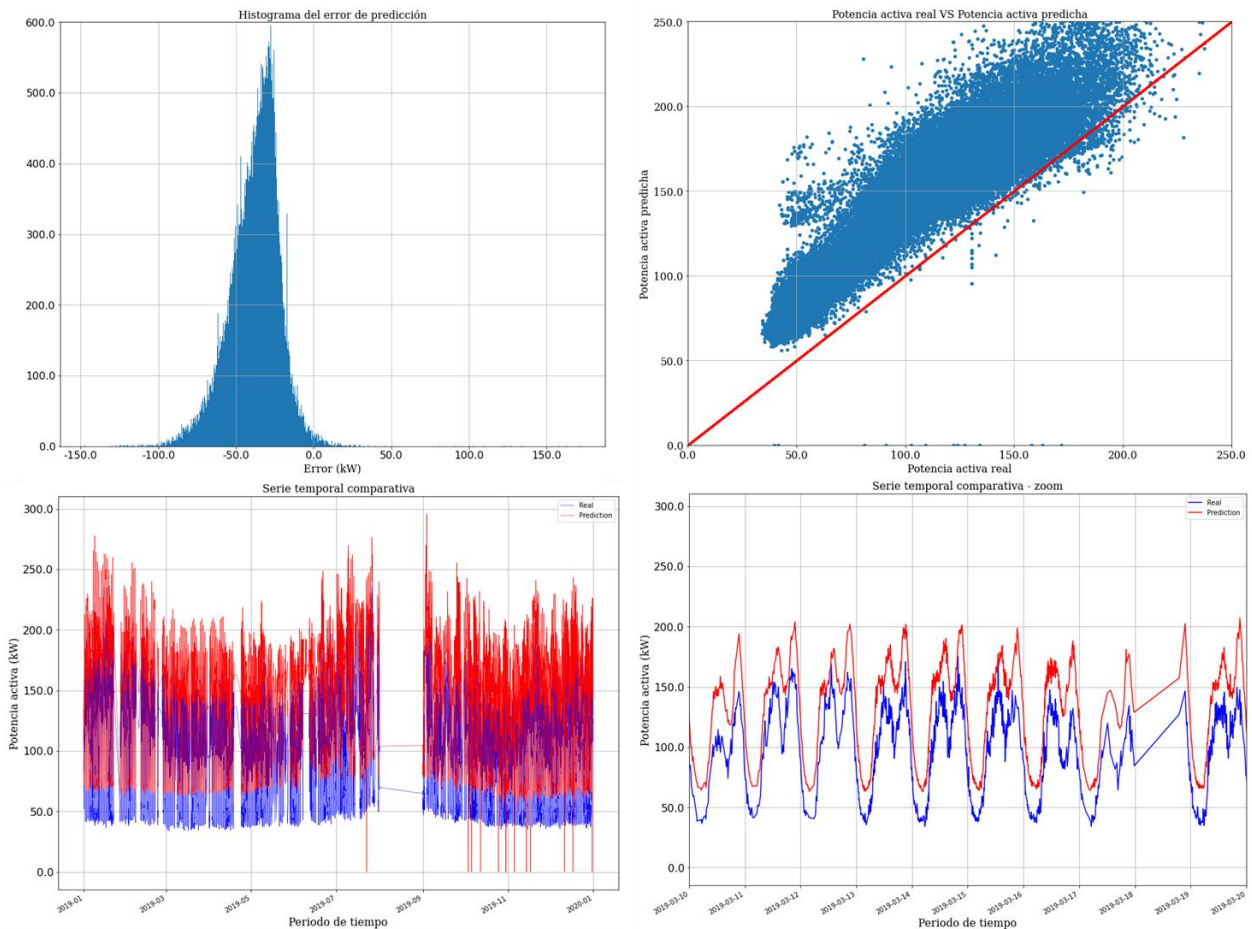 Histograma del error de predicción
600.0
500.0
400.0
300.0
200.0
100.0
0.0
-150.0 -100.0 -50.0 0.0 50.0 100.0 150.0
Error (kW)
Potencia activa real VS Potencia activa predicha
Potencia activa predicha
250.0
200.0
150.0
100.0
50.0
0.0
0.0 50.0 100.0 150.0 200.0 250.0
Potencia activa real
Serie temporal comparativa
Real
Prediction
Potencia activa (kW)
300.0
250.0
200.0
150.0
100.0
50.0
0.0
2019-01 2019-03 2019-05 2019-07 2019-09 2019-11 2020-01
Periodo de tiempo
Serie temporal comparativa - zoom
Real
Prediction
Potencia activa (kW)
300.0
250.0
200.0
150.0
100.0
50.0
0.0
2019-03-10 2019-03-11 2019-03-12 2019-03-13 2019-03-14 2019-03-15 2019-03-16 2019-03-17 2019-03-18 2019-03-19 2019-03-20
Periodo de tiempo